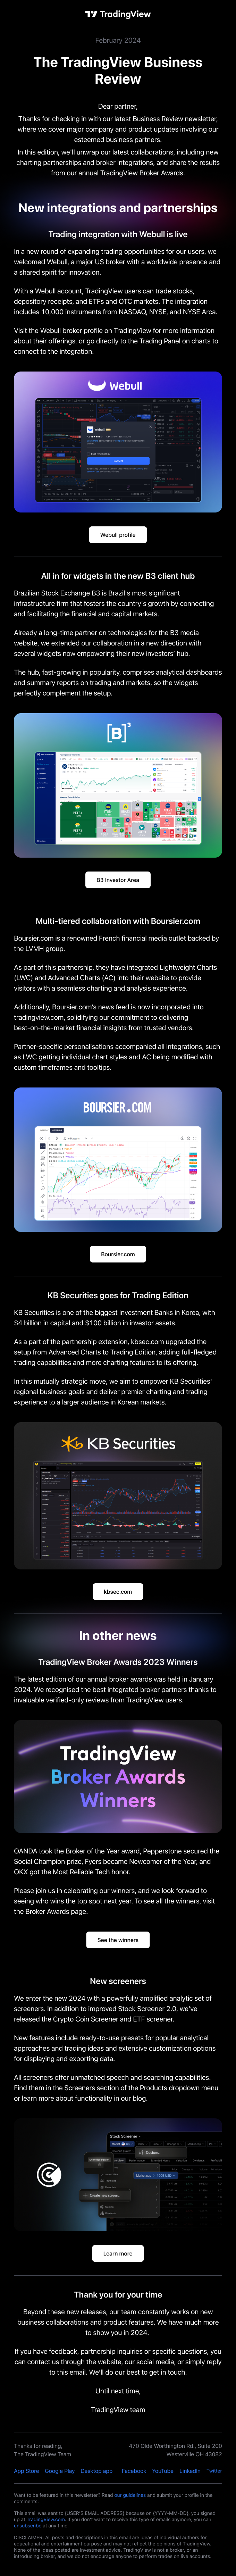 TradingView
February 2024
The TradingView Business
Review
Dear partner,
Thanks for checking in with our latest Business Review newsletter,
where we cover major company and product updates involving our
esteemed business partners.
In this edition, we'll unwrap our latest collaborations, including new
charting partnerships and broker integrations, and share the results
from our annual TradingView Broker Awards.
New integrations and partnerships
Trading integration with Webull is live
In a new round of expanding trading opportunities for our users, we
welcomed Webull, a major US broker with a worldwide presence and
a shared spirit for innovation.
With a Webull account, TradingView users can trade stocks,
depository receipts, and ETFs and OTC markets. The integration
includes 10,000 instruments from NASDAQ, NYSE, and NYSE Arca.
Visit the Webull broker profile on TradingView for more information
about their offerings, or go directly to the Trading Panel on charts to
connect to the integration.
Webull
Webull profile
All in for widgets in the new B3 client hub
Brazilian Stock Exchange B3 is Brazil's most significant
infrastructure firm that fosters the country's growth by connecting
and facilitating the financial and capital markets.
Already a long-time partner on technologies for the B3 media
website, we extended our collaboration in a new direction with
several widgets now empowering their new investors' hub.
The hub, fast-growing in popularity, comprises analytical dashboards
and summary reports on trading and markets, so the widgets
perfectly complement the setup.
[B]³
B3 Investor Area
Multi-tiered collaboration with Boursier.com
Boursier.com is a renowned French financial media outlet backed by
the LVMH group.
As part of this partnership, they have integrated Lightweight Charts
(LWC) and Advanced Charts (AC) into their website to provide
visitors with a seamless charting and analysis experience.
Additionally, Boursier.com's news feed is now incorporated into
tradingview.com, solidifying our commitment to delivering
best-on-the-market financial insights from trusted vendors.
Partner-specific personalisations accompanied all integrations, such
as LWC getting individual chart styles and AC being modified with
custom timeframes and tooltips.
BOURSIER.COM
Boursier.com
KB Securities goes for Trading Edition
KB Securities is one of the biggest Investment Banks in Korea, with
$4 billion in capital and $100 billion in investor assets.
As a part of the partnership extension, kbsec.com upgraded the
setup from Advanced Charts to Trading Edition, adding full-fledged
trading capabilities and more charting features to its offering.
In this mutually strategic move, we aim to empower KB Securities'
regional business goals and deliver premier charting and trading
experience to a larger audience in Korean markets.
KB Securities
kbsec.com
In other news
TradingView Broker Awards 2023 Winners
The latest edition of our annual broker awards was held in January
2024. We recognised the best integrated broker partners thanks to
invaluable verified-only reviews from TradingView users.
TradingView
Broker Awards
Winners
OANDA took the Broker of the Year award, Pepperstone secured the
Social Champion prize, Fyers became Newcomer of the Year, and
OKX got the Most Reliable Tech honor.
Please join us in celebrating our winners, and we look forward to
seeing who wins the top spot next year. To see all the winners, visit
the Broker Awards page.
See the winners
New screeners
We enter the new 2024 with a powerfully amplified analytic set of
screeners. In addition to improved Stock Screener 2.0, we've
released the Crypto Coin Screener and ETF screener.
New features include ready-to-use presets for popular analytical
approaches and trading ideas and extensive customization options
for displaying and exporting data.
All screeners offer unmatched speech and searching capabilities.
Find them in the Screeners section of the Products dropdown menu
or learn more about functionality in our blog.
Stock Screener
Create new screen...
Learn more
Thank you for your time
Beyond these new releases, our team constantly works on new
business collaborations and product features. We have much more
to show you in 2024.
If you have feedback, partnership inquiries or specific questions, you
can contact us through the website, our social media, or simply reply
to this email. We'll do our best to get in touch.
Until next time,
TradingView team
Thanks for reading,
The TradingView Team
470 Olde Worthington Rd., Suite 200
Westerville OH 43082
App Store Google Play Desktop app Facebook YouTube LinkedIn Twitter
Want to be featured in this newsletter? Read our guidelines and submit your profile in the
comments.
This email was sent to {USER'S EMAIL ADDRESS} because on {YYYY-MM-DD}, you signed
up at Tradingview.com. If you don't want to receive this type of emails anymore, you can
unsubscribe at any time.
DISCLAIMER: All posts and descriptions in this email are ideas of individual authors for
educational and entertainment purpose and may not reflect the opinions of TradingView.
None of the ideas posted are investment advice. TradingView is not a broker, or an
introducing broker, and we do not encourage anyone to perform trades on live accounts.